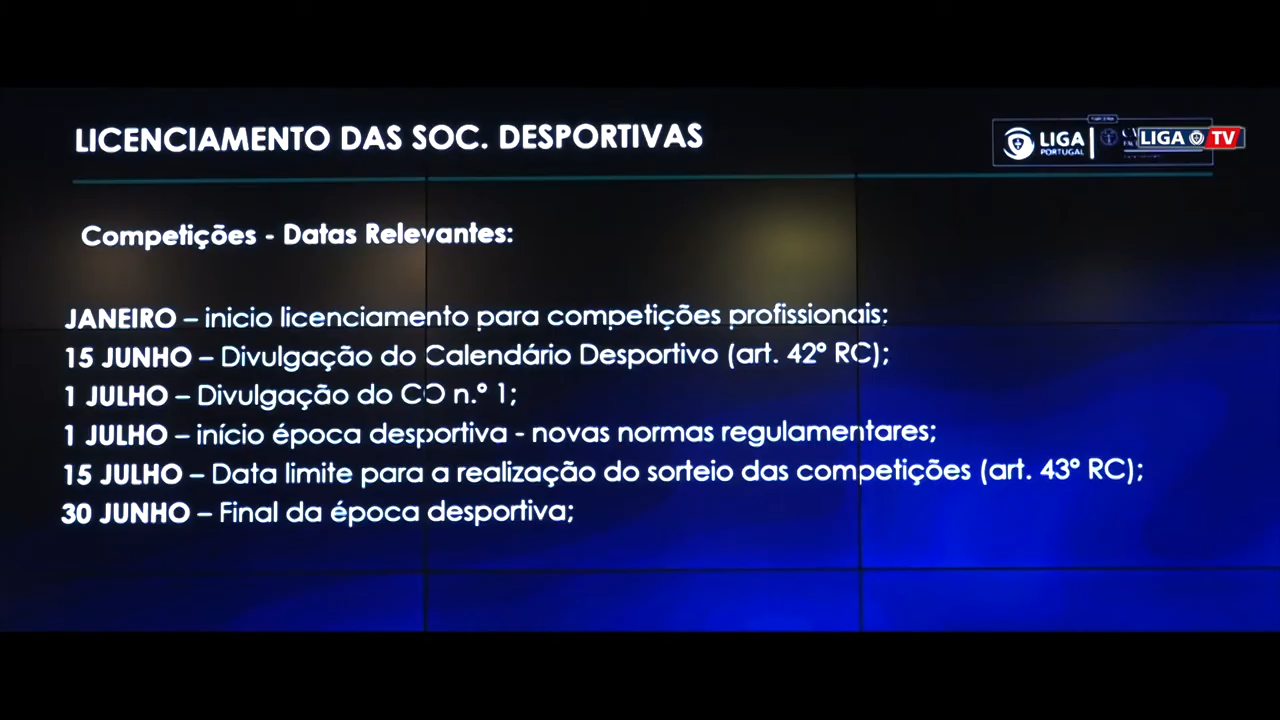 LICENCIAMENTO DAS SOC. DESPORTIVAS
LIGA
PORTUGAL
LIGA TV
Competições - Datas Relevantes:
JANEIRO – inicio licenciamento para competições profissionais;
15 JUNHO – Divulgação do Calendário Desportivo (art. 42º RC);
1 JULHO – Divulgação do CO n.º 1;
1 JULHO – início época desportiva - novas normas regulamentares;
15 JULHO – Data limite para a realização do sorteio das competições (art. 43º RC);
30 JUNHO – Final da época desportiva;